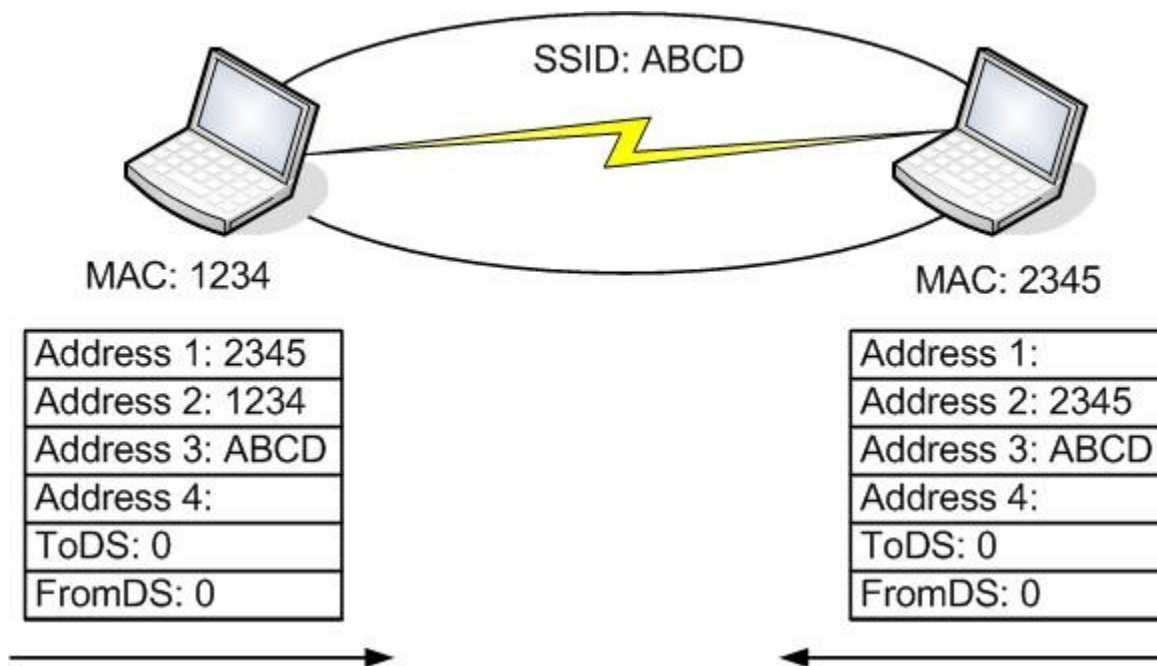 SSID: ABCD
MAC: 1234
MAC: 2345
Address 1: 2345
Address 2: 1234
Address 3: ABCD
Address 4:
ToDS: 0
FromDS: 0
Address 1:
Address 2: 2345
Address 3: ABCD
Address 4:
ToDS: 0
FromDS: 0